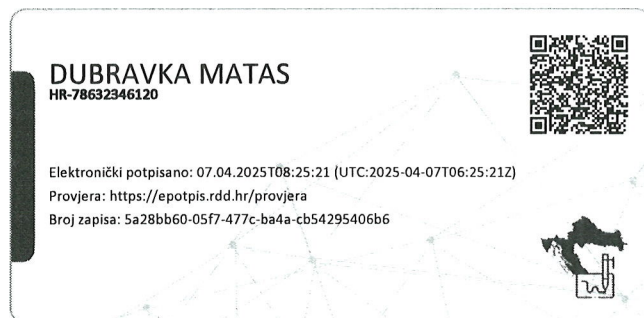 DUBRAVKA MATAS
HR-78632346120
Elektronički potpisano: 07.04.2025T08:25:21 (UTC:2025-04-07T06:25:21Z)
Provjera: https://epotpis.rdd.hr/provjera
Broj zapisa: 5a28bb60-05f7-477c-ba4a-cb54295406b6